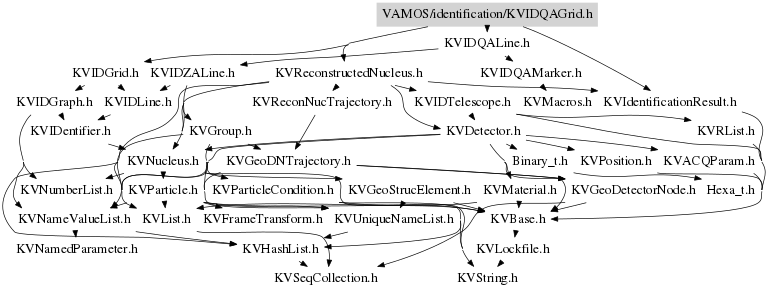 VAMOS/identification/KVIDQAGrid.h
KVIDQALine.h
KVIDGrid.h KVIDZALine.h KVReconstructedNucleus.h KVIDQAMarker.h
KVIDGraph.h KVIDLine.h KVReconNucTrajectory.h KVIDTelescope.h KVMacros.h KVIdentificationResult.h
KVIDentifier.h KVGroup.h KVDetector.h KVRList.h
KVNucleus.h KVGeoDNTrajectory.h Binary_t.h KVPosition.h KVACQParam.h
KVNumberList.h KVParticle.h KVParticleCondition.h KVGeoStrucElement.h KVMaterial.h KVGeoDetectorNode.h Hexa_t.h
KVNameValueList.h KVList.h KVFrameTransform.h KVUniqueNameList.h KVBase.h
KVNamedParameter.h KVHashList.h KVLockfile.h
KVSeqCollection.h KVString.h